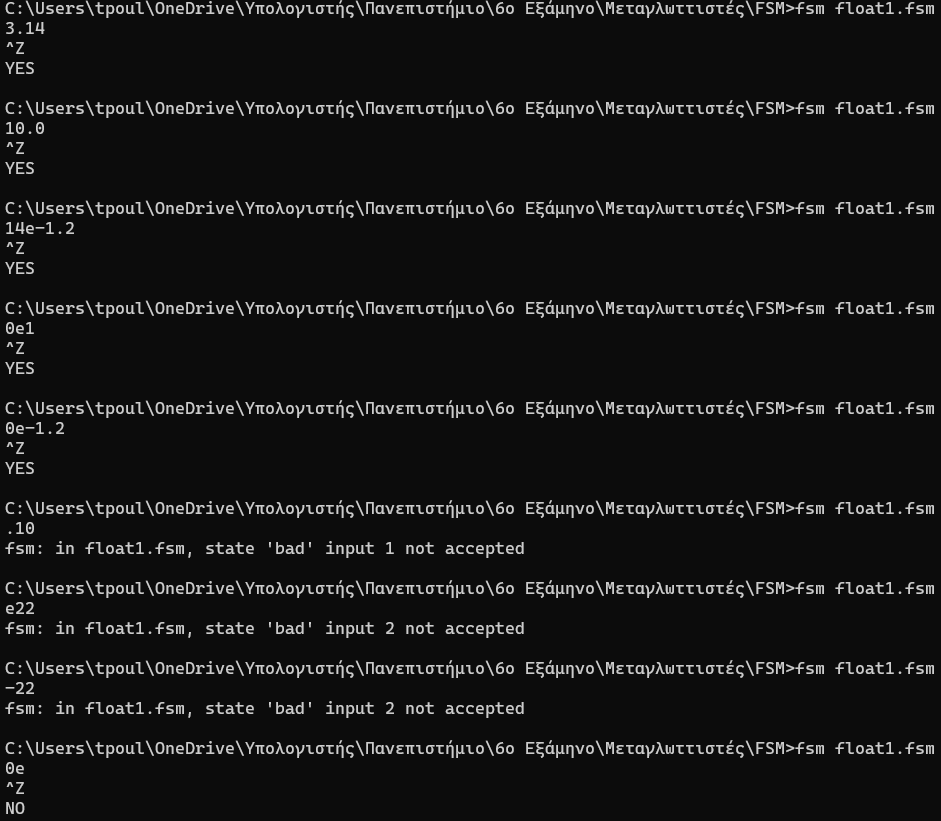 C:\Users\tpoul\OneDrive\Υπολογιστής\Πανεπιστήμιο\6ο Εξάμηνο\Μεταγλωττιστές\FSM>fsm float1.fsm
3.14
^Z
YES
C:\Users\tpoul\OneDrive\Υπολογιστής\Πανεπιστήμιο\6ο Εξάμηνο\Μεταγλωττιστές\FSM>fsm float1.fsm
10.0
^Z
YES
C:\Users\tpoul\OneDrive\Υπολογιστής\Πανεπιστήμιο\6ο Εξάμηνο\Μεταγλωττιστές\FSM>fsm float1.fsm
14e-1.2
^Z
YES
C:\Users\tpoul\OneDrive\Υπολογιστής\Πανεπιστήμιο\6ο Εξάμηνο\Μεταγλωττιστές\FSM>fsm float1.fsm
0e1
^Z
YES
C:\Users\tpoul\OneDrive\Υπολογιστής\Πανεπιστήμιο\6ο Εξάμηνο\Μεταγλωττιστές\FSM>fsm float1.fsm
0e-1.2
^Z
YES
C:\Users\tpoul\OneDrive\Υπολογιστής\Πανεπιστήμιο\6ο Εξάμηνο\Μεταγλωττιστές\FSM>fsm float1.fsm
.10
fsm: in float1.fsm, state 'bad' input 1 not accepted
C:\Users\tpoul\OneDrive\Υπολογιστής\Πανεπιστήμιο\6ο Εξάμηνο\Μεταγλωττιστές\FSM>fsm float1.fsm
e22
fsm: in float1.fsm, state 'bad' input 2 not accepted
C:\Users\tpoul\OneDrive\Υπολογιστής\Πανεπιστήμιο\6ο Εξάμηνο\Μεταγλωττιστές\FSM>fsm float1.fsm
-22
fsm: in float1.fsm, state 'bad' input 2 not accepted
C:\Users\tpoul\OneDrive\Υπολογιστής\Πανεπιστήμιο\6ο Εξάμηνο\Μεταγλωττιστές\FSM>fsm float1.fsm
0e
^Z
NO